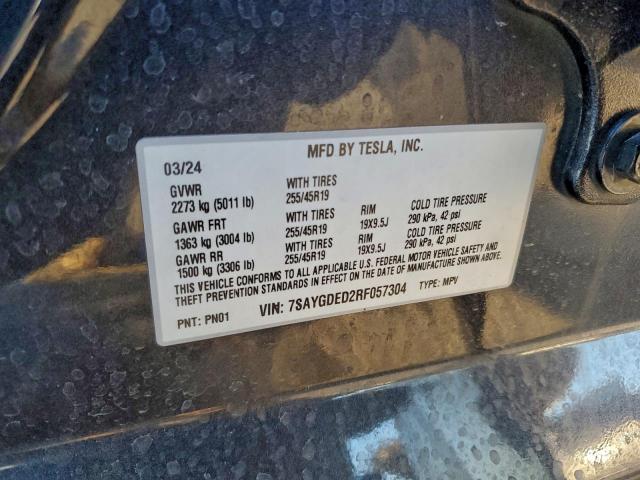 MFD BY TESLA, INC.
03/24
GVWR WITH TIRES
2273 kg (5011 lb) 255/45R19
GAWR FRT WITH TIRES RIM COLD TIRE PRESSURE
1363 kg (3004 lb) 255/45R19 19X9.5J 290 kPa, 42 psi
GAWR RR WITH TIRES RIM COLD TIRE PRESSURE
1500 kg (3306 lb) 255/45R19 19X9.5J 290 kPa, 42 psi
THIS VEHICLE CONFORMS TO ALL APPLICABLE U.S. FEDERAL MOTOR VEHICLE SAFETY AND
THEFT PREVENTION STANDARDS IN EFFECT ON THE DATE OF MANUFACTURE SHOWN ABOVE.
PNT: PN01 VIN: 7SAYGDED2RF057304 TYPE: MPV